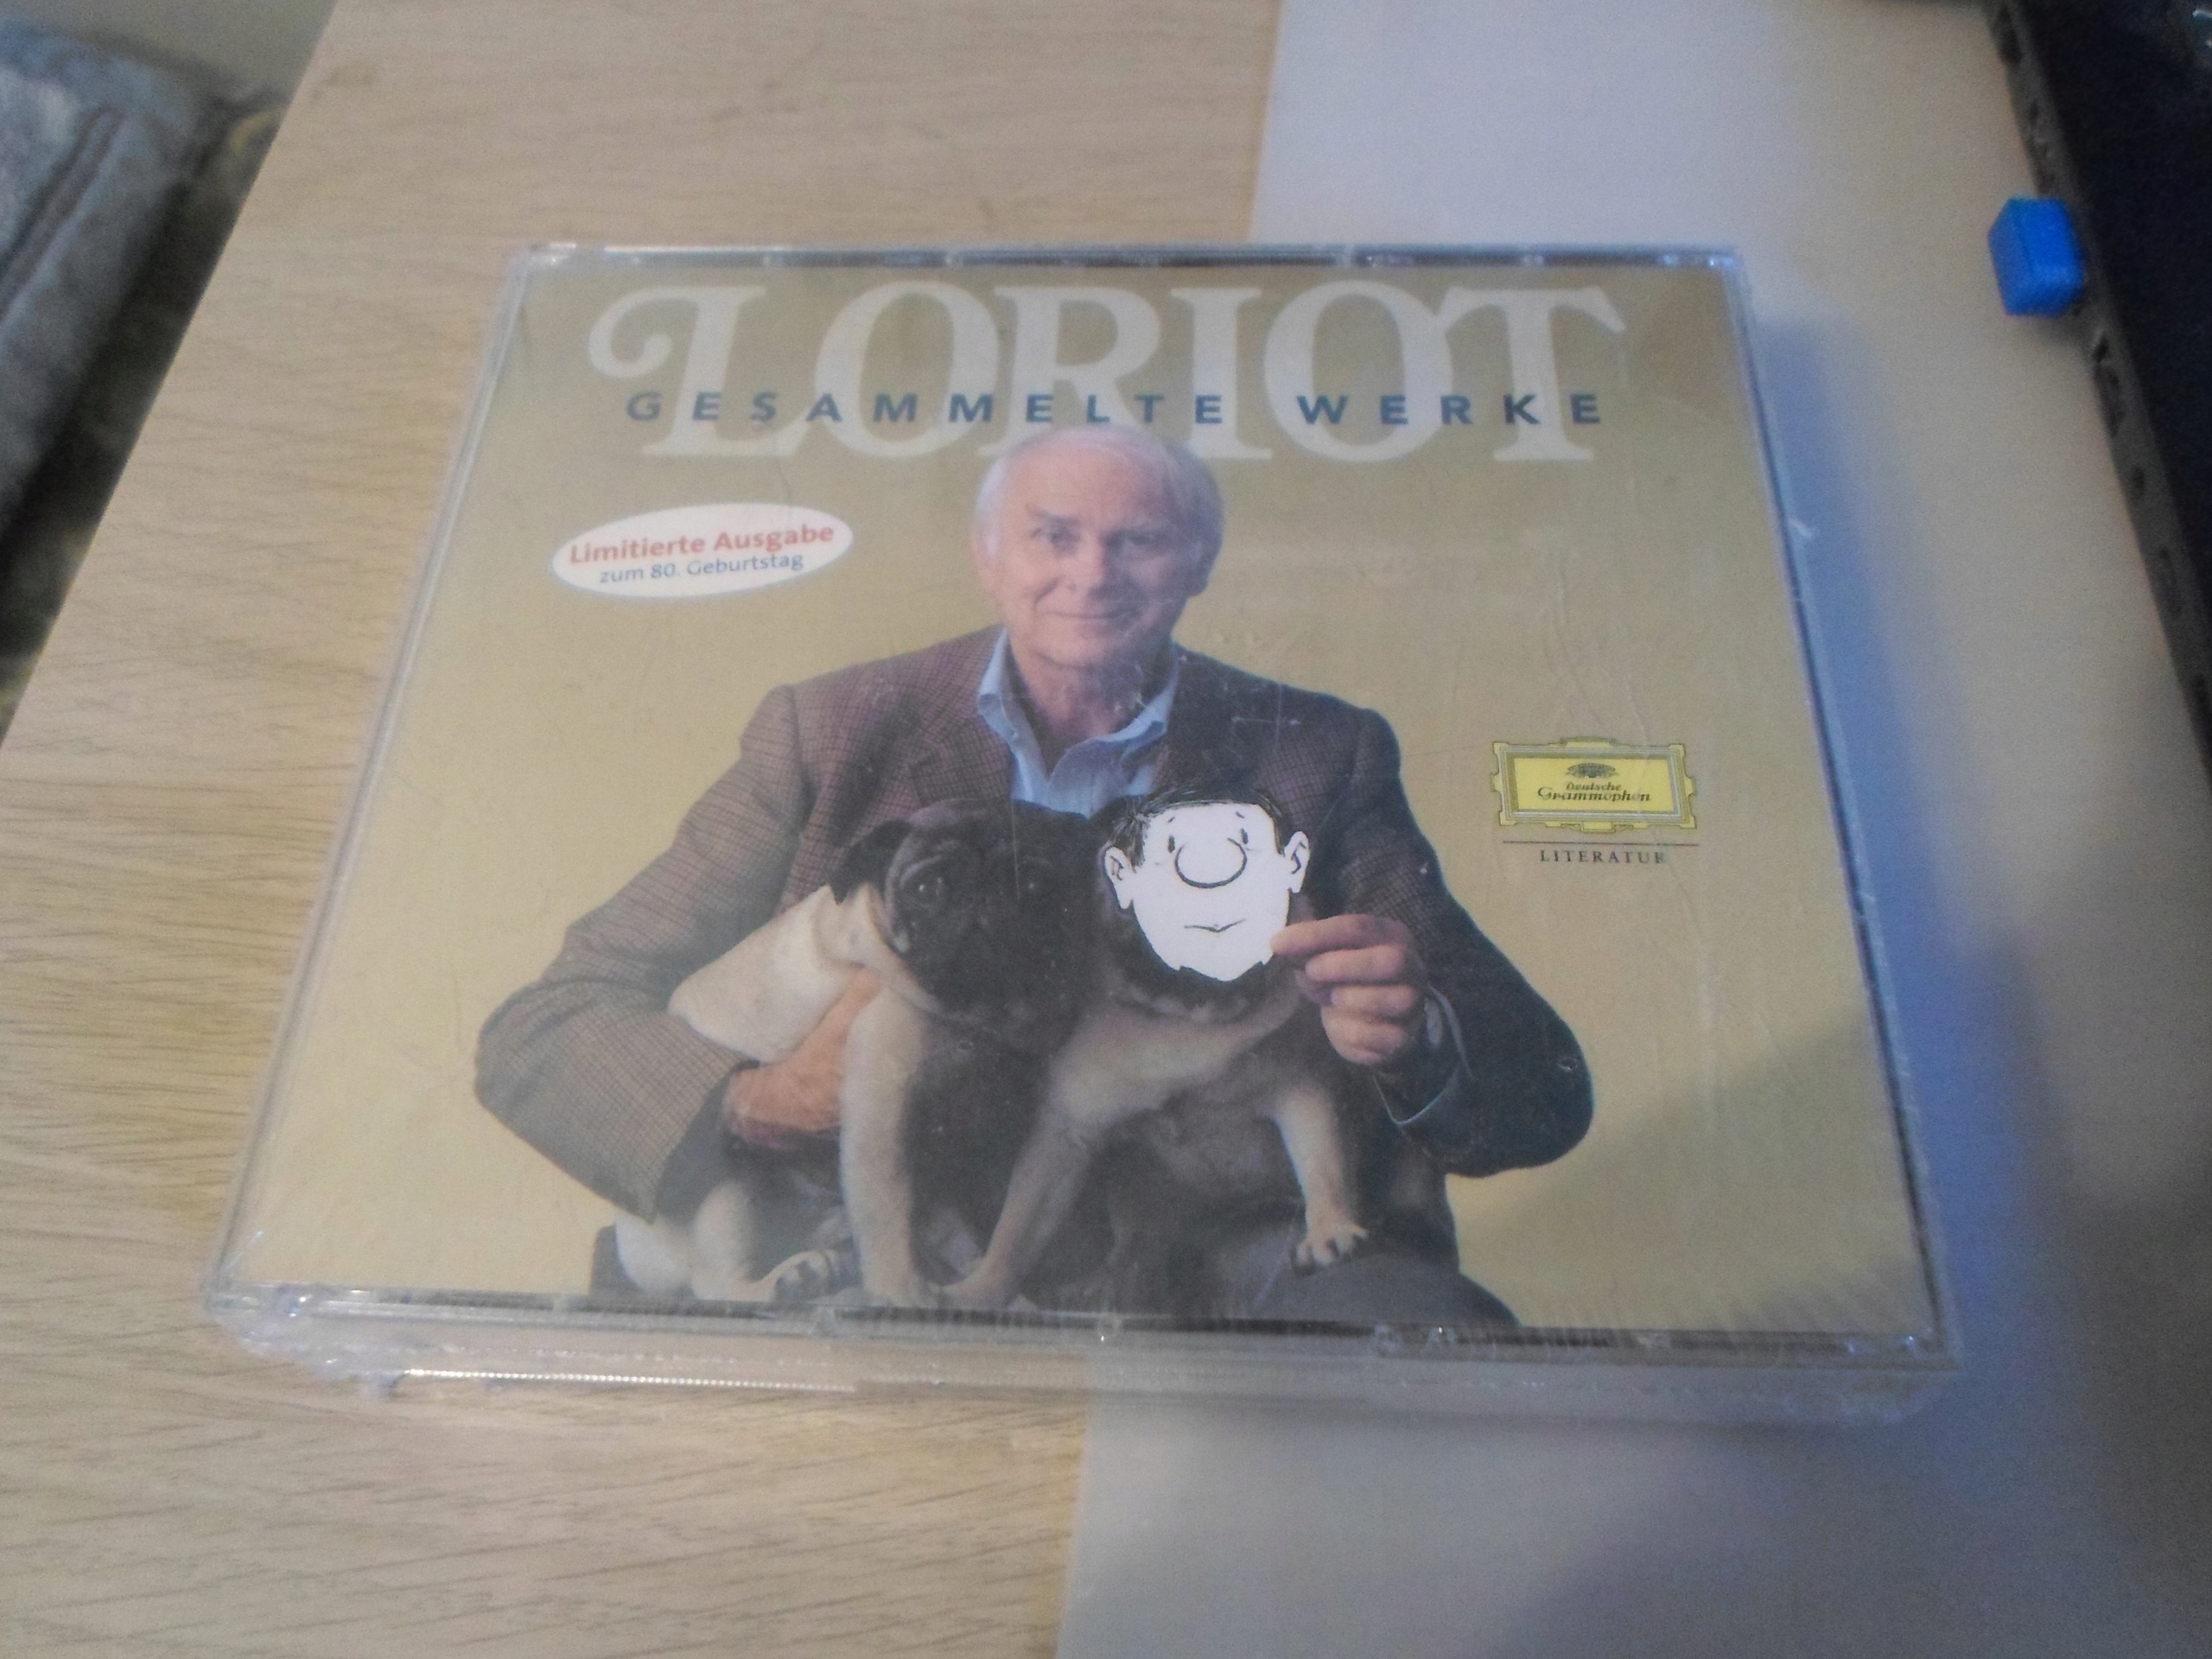 LORIOT
GESAMMELTE WERKE
Limitierte Ausgabe
zum 80. Geburtstag
Deutsche
Grammophon
LITERATUR